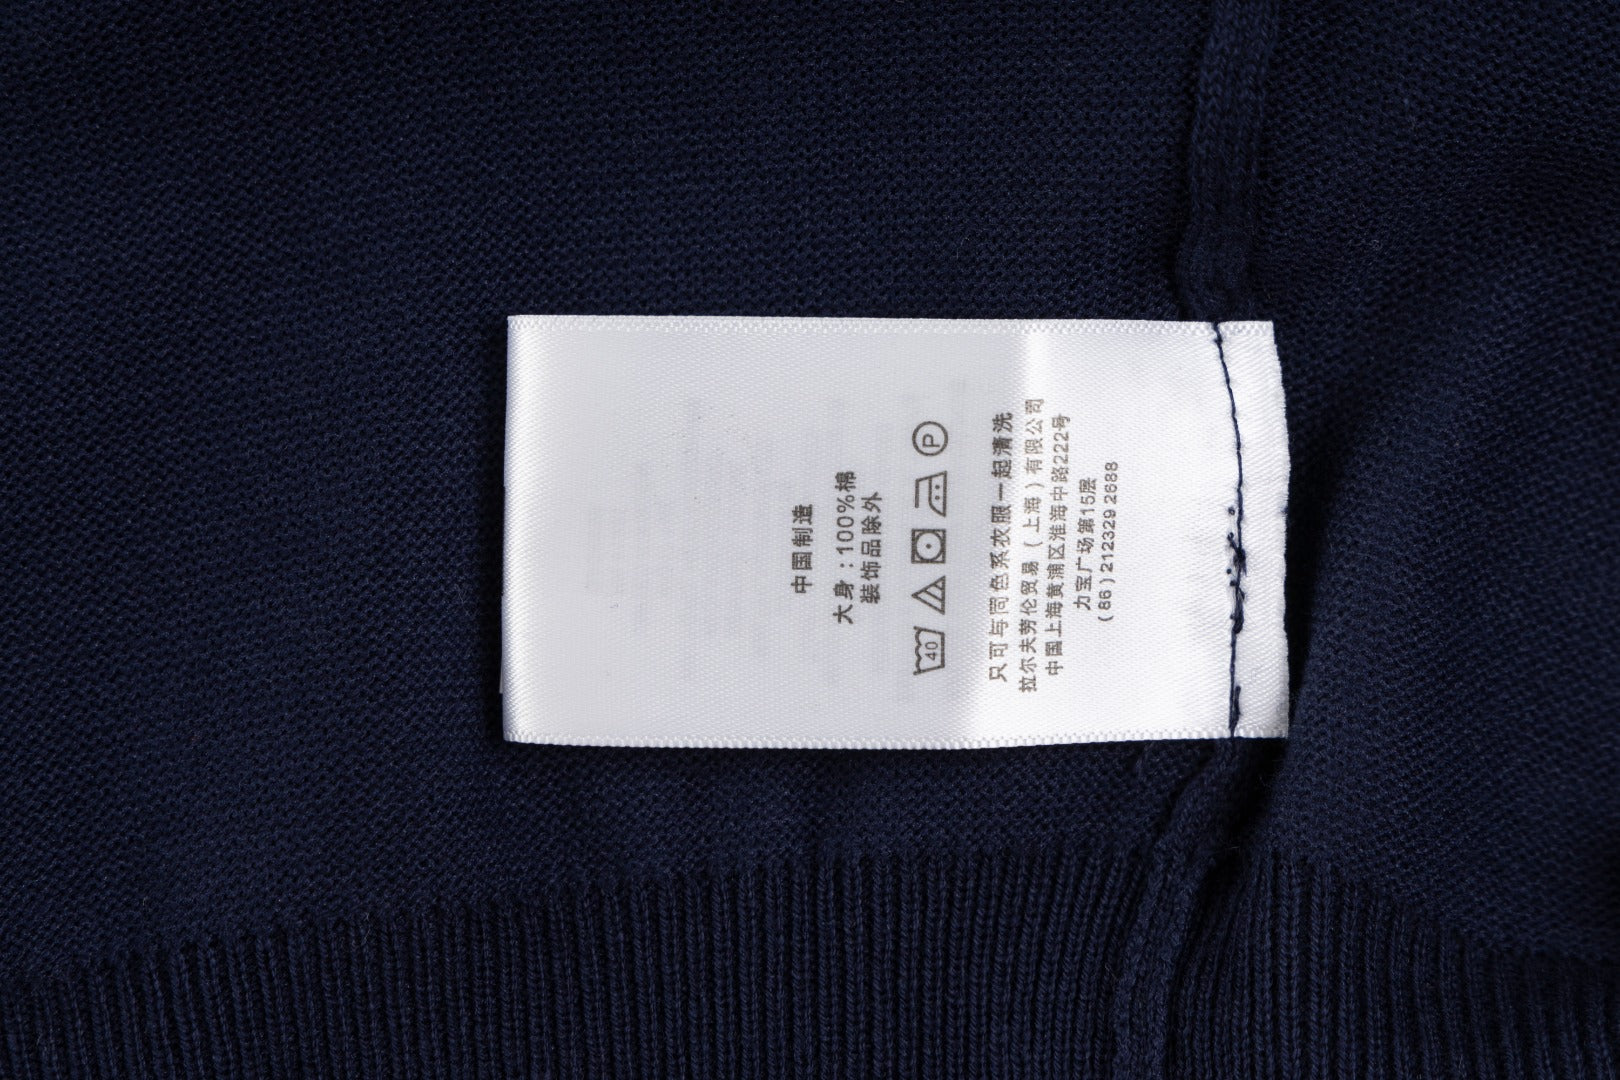 中国制造
大身：100%棉
装饰品除外
40 P
只可与同色系衣服一起清洗
拉尔夫劳伦贸易（上海）有限公司
中国上海黄浦区淮海中路222号
力宝广场第15层
(86)212329 2688